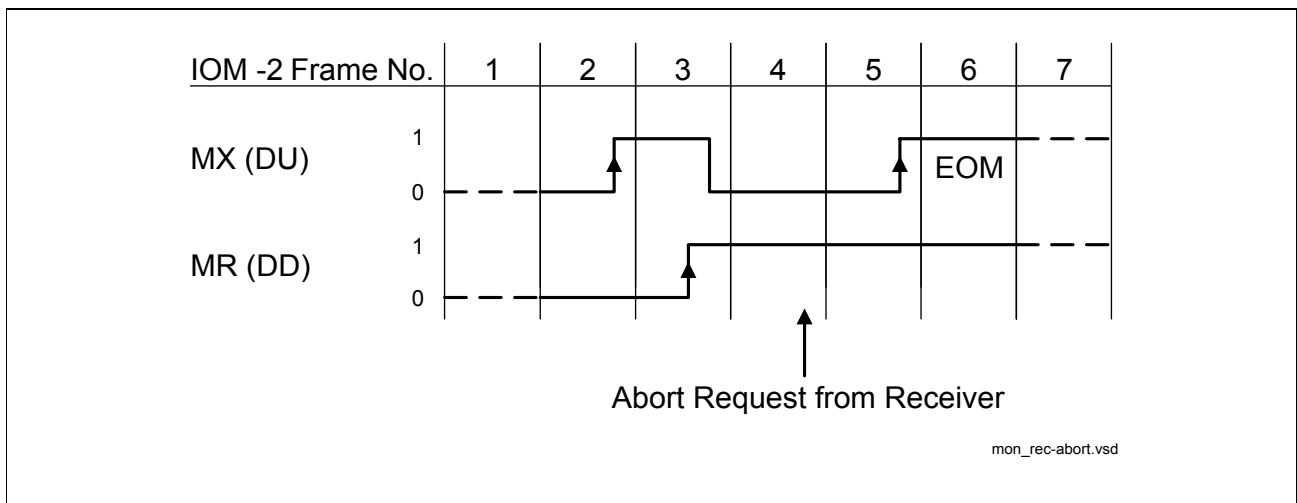 IOM -2 Frame No. 1 2 3 4 5 6 7
1
MX (DU)
EOM
0
1
MR (DD)
0
Abort Request from Receiver
mon_rec-abort.vsd